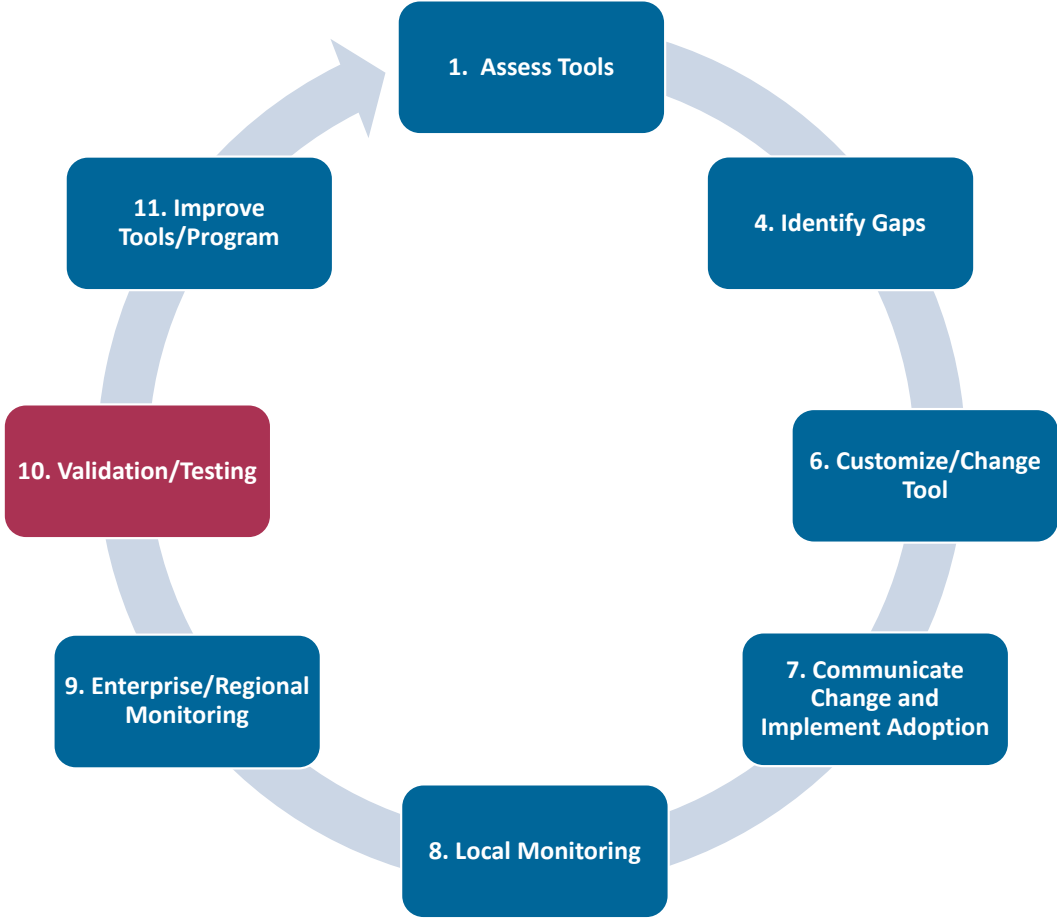 1. Assess Tools
4. Identify Gaps
6. Customize/Change
Tool
7. Communicate
Change and
Implement Adoption
8. Local Monitoring
9. Enterprise/Regional
Monitoring
10. Validation/Testing
11. Improve
Tools/Program